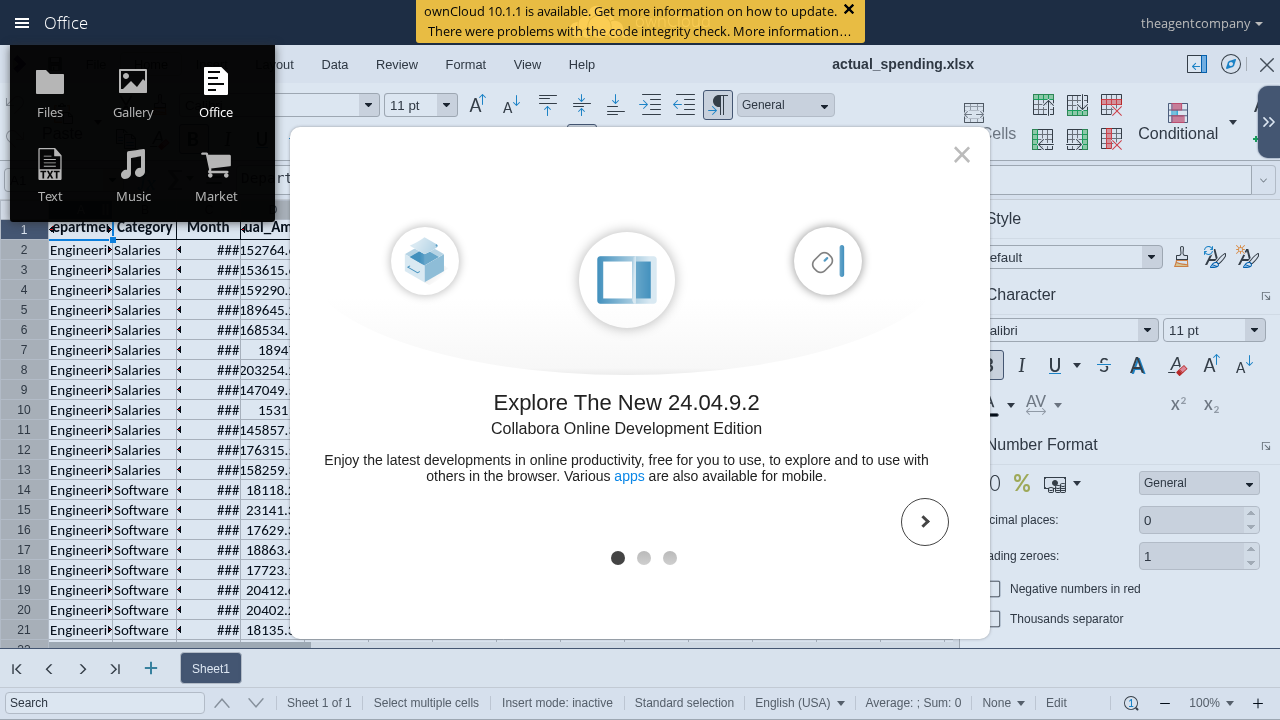 Office
ownCloud 10.1.1 is available. Get more information on how to update.
There were problems with the code integrity check. More information…
theagentcompany
Layout
Data
Review
Format
View
Help
actual_spending.xlsx
Files
Gallery
Office
Text
Music
Market
11 pt
General
Cells
Conditional
Category
Month
1
2 Engineeri Salaries ### 152764.
3 Engineeri Salaries ### 153615.
4 Engineeri Salaries ### 159290.
5 Engineeri Salaries ### 189645.
6 Engineeri Salaries ### 168534.
7 Engineeri Salaries ### 1894
8 Engineeri Salaries ### 203254.
9 Engineeri Salaries ### 147049.
10 Engineeri Salaries ### 1531
11 Engineeri Salaries ### 145857.
12 Engineeri Salaries ### 176315.
13 Engineeri Salaries ### 158259.
14 Engineeri Software ### 18118.
15 Engineeri Software ### 23141.
16 Engineeri Software ### 17629.
17 Engineeri Software ### 18863.
18 Engineeri Software ### 17723.
19 Engineeri Software ### 20412.
20 Engineeri Software ### 20402.
21 Engineeri Software ### 18135.
Explore The New 24.04.9.2
Collabora Online Development Edition
Enjoy the latest developments in online productivity, free for you to use, to explore and to use with
others in the browser. Various apps are also available for mobile.
Style
efault
Character
alibri
11 pt
Number Format
General
cimal places:
0
ading zeroes:
1
Negative numbers in red
Thousands separator
Sheet1
Search
Sheet 1 of 1
Select multiple cells
Insert mode: inactive
Standard selection
English (USA)
Average: ; Sum: 0
None
Edit
100%